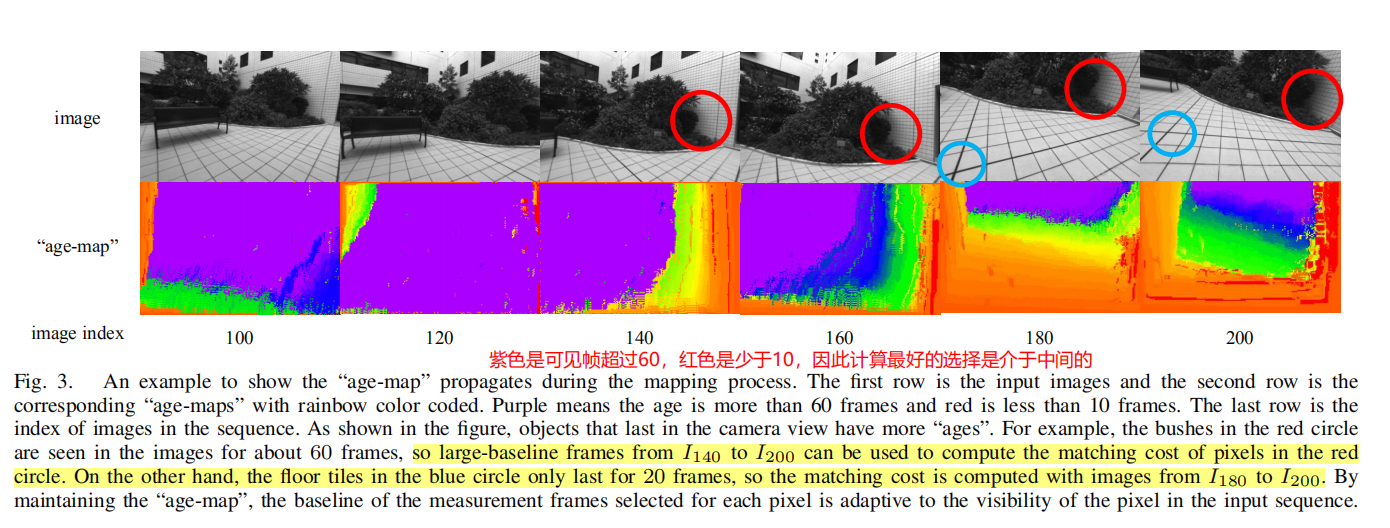 image
“age-map”
image index
100 120 140 160 180 200
紫色是可见帧超过60，红色是少于10，因此计算最好的选择是介于中间的
Fig. 3. An example to show the “age-map” propagates during the mapping process. The first row is the input images and the second row is the
corresponding “age-maps” with rainbow color coded. Purple means the age is more than 60 frames and red is less than 10 frames. The last row is the
index of images in the sequence. As shown in the figure, objects that last in the camera view have more “ages”. For example, the bushes in the red circle
are seen in the images for about 60 frames, so large-baseline frames from I₁₄₀ to I₂₀₀ can be used to compute the matching cost of pixels in the red
circle. On the other hand, the floor tiles in the blue circle only last for 20 frames, so the matching cost is computed with images from I₁₈₀ to I₂₀₀. By
maintaining the “age-map”, the baseline of the measurement frames selected for each pixel is adaptive to the visibility of the pixel in the input sequence.